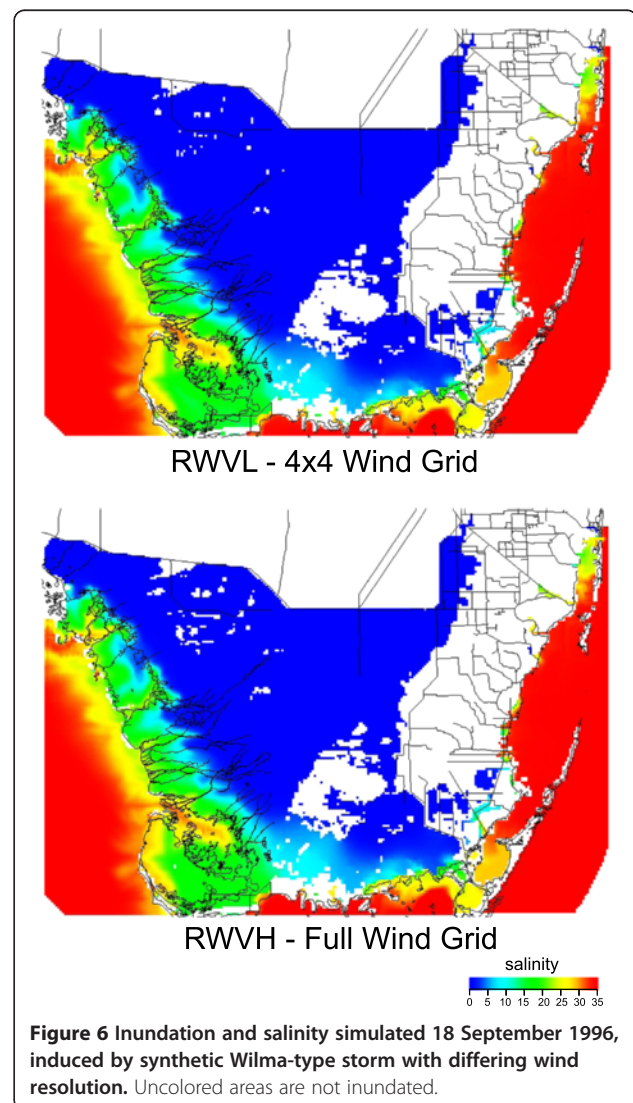 RWVL - 4x4 Wind Grid
RWVH - Full Wind Grid
salinity
0 5 10 15 20 25 30 35
Figure 6 Inundation and salinity simulated 18 September 1996,
induced by synthetic Wilma-type storm with differing wind
resolution. Uncolored areas are not inundated.